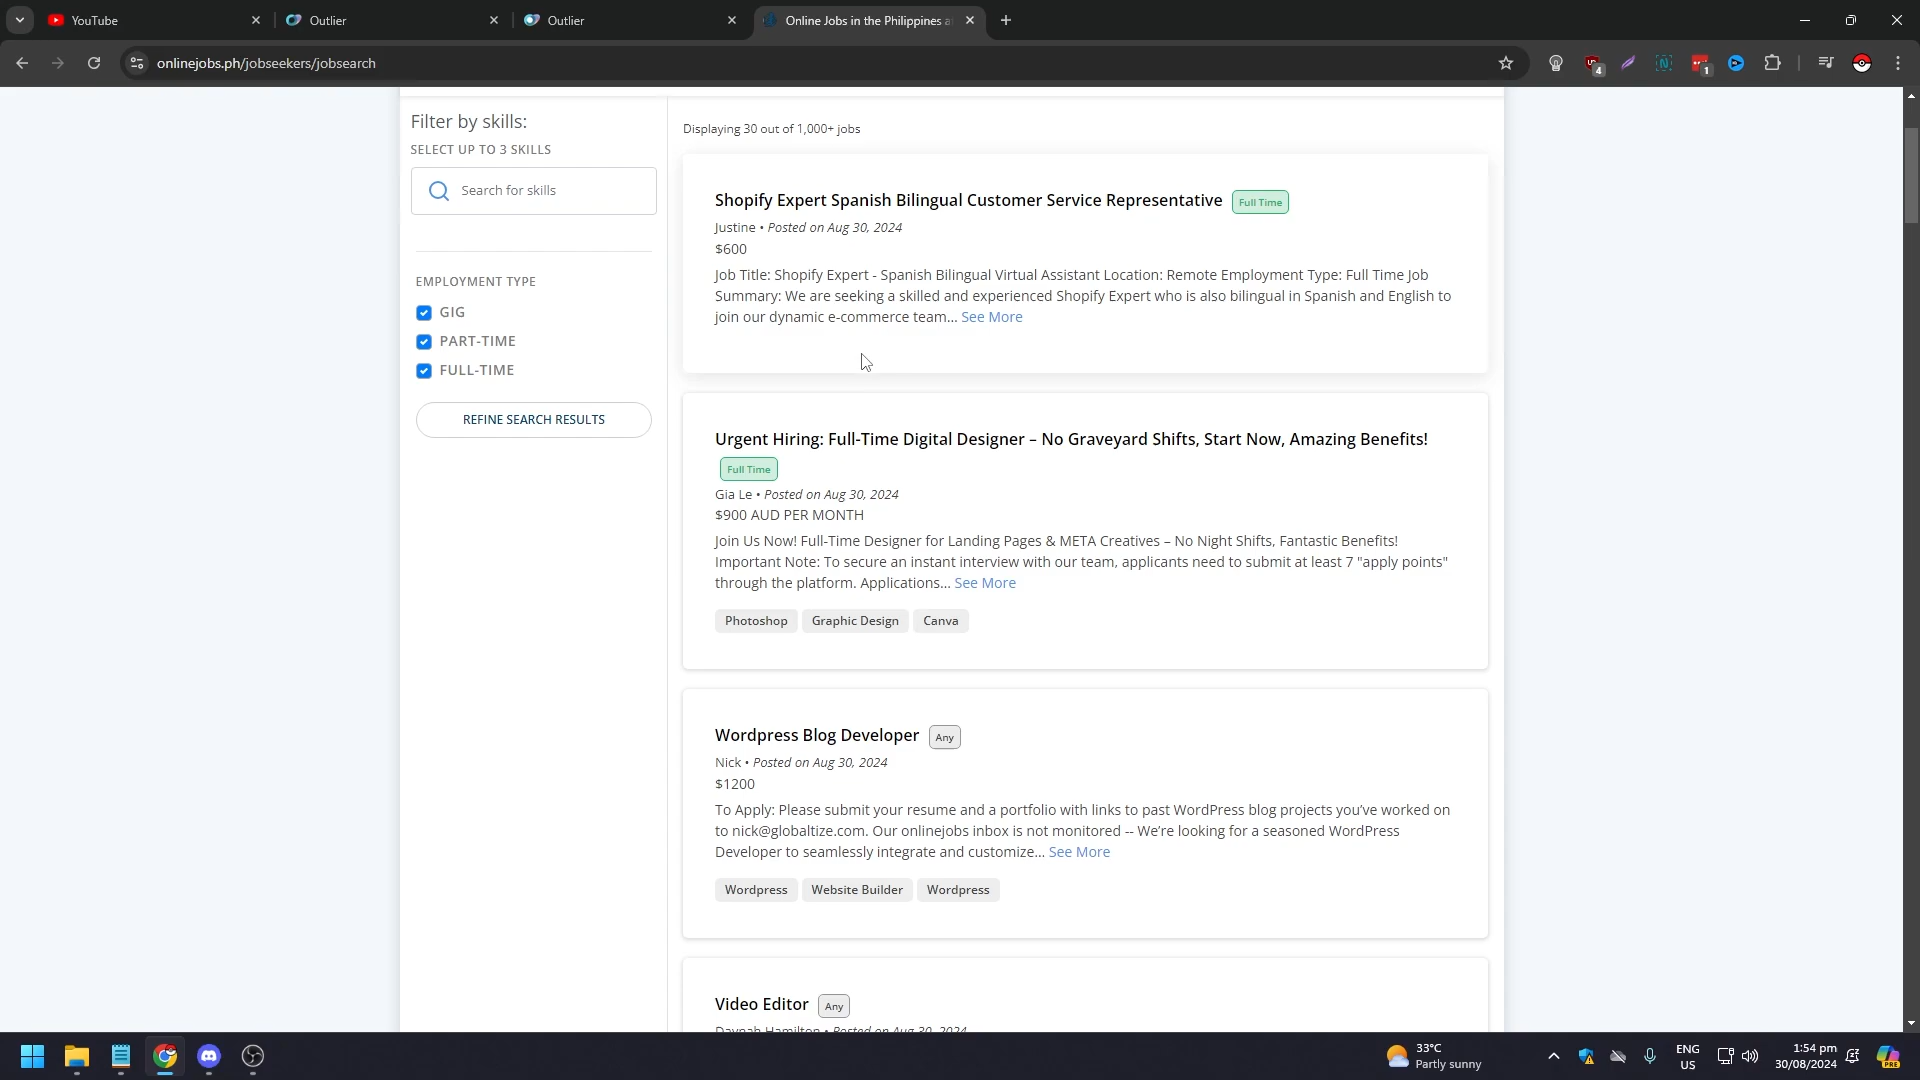 YouTube
Outlier
Outlier
Online Jobs in the Philippines a
onlinejobs.ph/jobseekers/jobsearch
4
1
Filter by skills:
SELECT UP TO 3 SKILLS
Search for skills
EMPLOYMENT TYPE
GIG
PART-TIME
FULL-TIME
REFINE SEARCH RESULTS
Displaying 30 out of 1,000+ jobs
Shopify Expert Spanish Bilingual Customer Service Representative Full Time
Justine • Posted on Aug 30, 2024
$600
Job Title: Shopify Expert - Spanish Bilingual Virtual Assistant Location: Remote Employment Type: Full Time Job
Summary: We are seeking a skilled and experienced Shopify Expert who is also bilingual in Spanish and English to
join our dynamic e-commerce team... See More
Urgent Hiring: Full-Time Digital Designer – No Graveyard Shifts, Start Now, Amazing Benefits!
Full Time
Gia Le • Posted on Aug 30, 2024
$900 AUD PER MONTH
Join Us Now! Full-Time Designer for Landing Pages & META Creatives – No Night Shifts, Fantastic Benefits!
Important Note: To secure an instant interview with our team, applicants need to submit at least 7 "apply points"
through the platform. Applications... See More
Photoshop Graphic Design Canva
Wordpress Blog Developer Any
Nick • Posted on Aug 30, 2024
$1200
To Apply: Please submit your resume and a portfolio with links to past WordPress blog projects you’ve worked on
to nick@globaltize.com. Our onlinejobs inbox is not monitored -- We’re looking for a seasoned WordPress
Developer to seamlessly integrate and customize... See More
Wordpress Website Builder Wordpress
Video Editor Any
Daynah Hamilton • Posted on Aug 30, 2024
33°C
Partly sunny
ENG
US
1:54 pm
30/08/2024
PRE